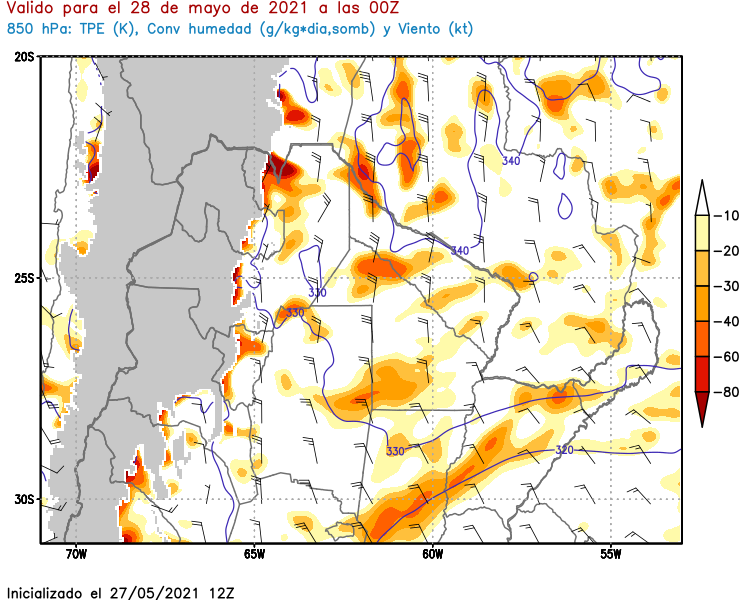 Valido para el 28 de mayo de 2021 a las 00Z
850 hPa: TPE (K), Conv humedad (g/kg*dia,somb) y Viento (kt)
20S
340
-10
-20
340
25S
330
-30
330
-40
-60
-80
330
320
30S
70W 65W 60W 55W
Inicializado el 27/05/2021 12Z